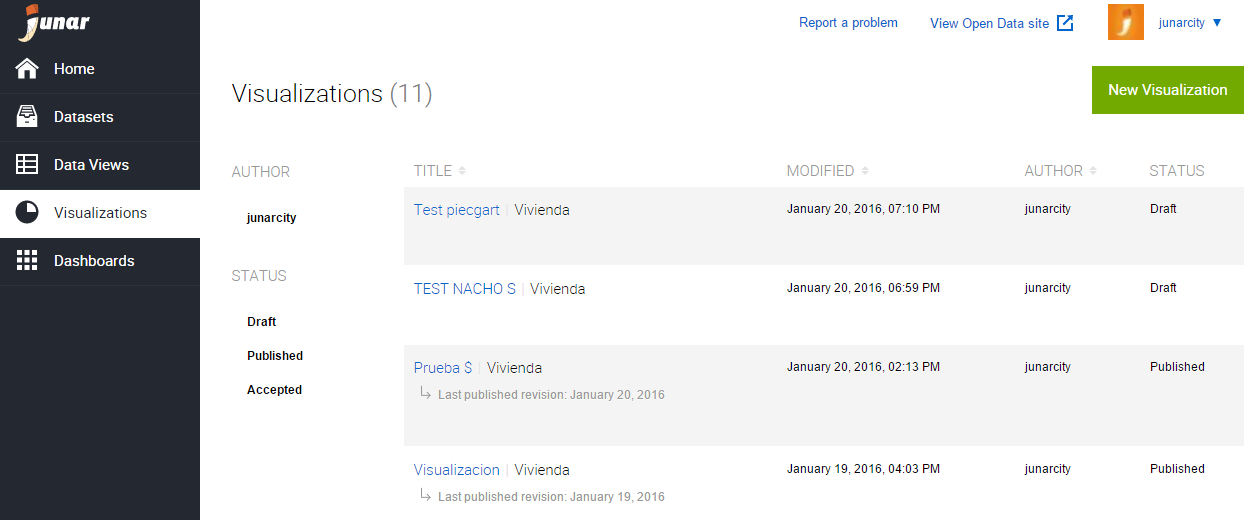 junar
Report a problem
View Open Data site
junarcity
Home
Datasets
Data Views
Visualizations
Dashboards
Visualizations (11)
New Visualization
AUTHOR
junarcity
STATUS
Draft
Published
Accepted
TITLE MODIFIED AUTHOR STATUS
Test piecgart | Vivienda January 20, 2016, 07:10 PM junarcity Draft
TEST NACHO S | Vivienda January 20, 2016, 06:59 PM junarcity Draft
Prueba $ | Vivienda January 20, 2016, 02:13 PM junarcity Published
Last published revision: January 20, 2016
Visualizacion | Vivienda January 19, 2016, 04:03 PM junarcity Published
Last published revision: January 19, 2016